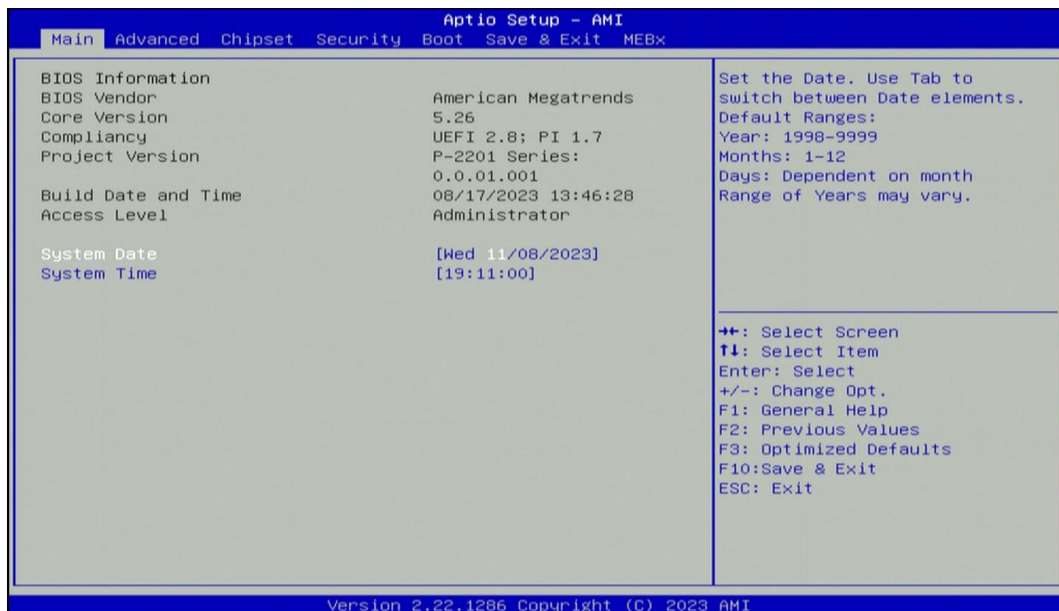 Aptio Setup – AMI
Main Advanced Chipset Security Boot Save & Exit MEBx
BIOS Information
BIOS Vendor American Megatrends
Core Version 5.26
Compliancy UEFI 2.8; PI 1.7
Project Version P-2201 Series:
0.0.01.001
Build Date and Time 08/17/2023 13:46:28
Access Level Administrator
System Date [Wed 11/08/2023]
System Time [19:11:00]
Set the Date. Use Tab to
switch between Date elements.
Default Ranges:
Year: 1998-9999
Months: 1-12
Days: Dependent on month
Range of Years may vary.
→←: Select Screen
↑↓: Select Item
Enter: Select
+/-: Change Opt.
F1: General Help
F2: Previous Values
F3: Optimized Defaults
F10:Save & Exit
ESC: Exit
Version 2.22.1286 Copyright (C) 2023 AMI